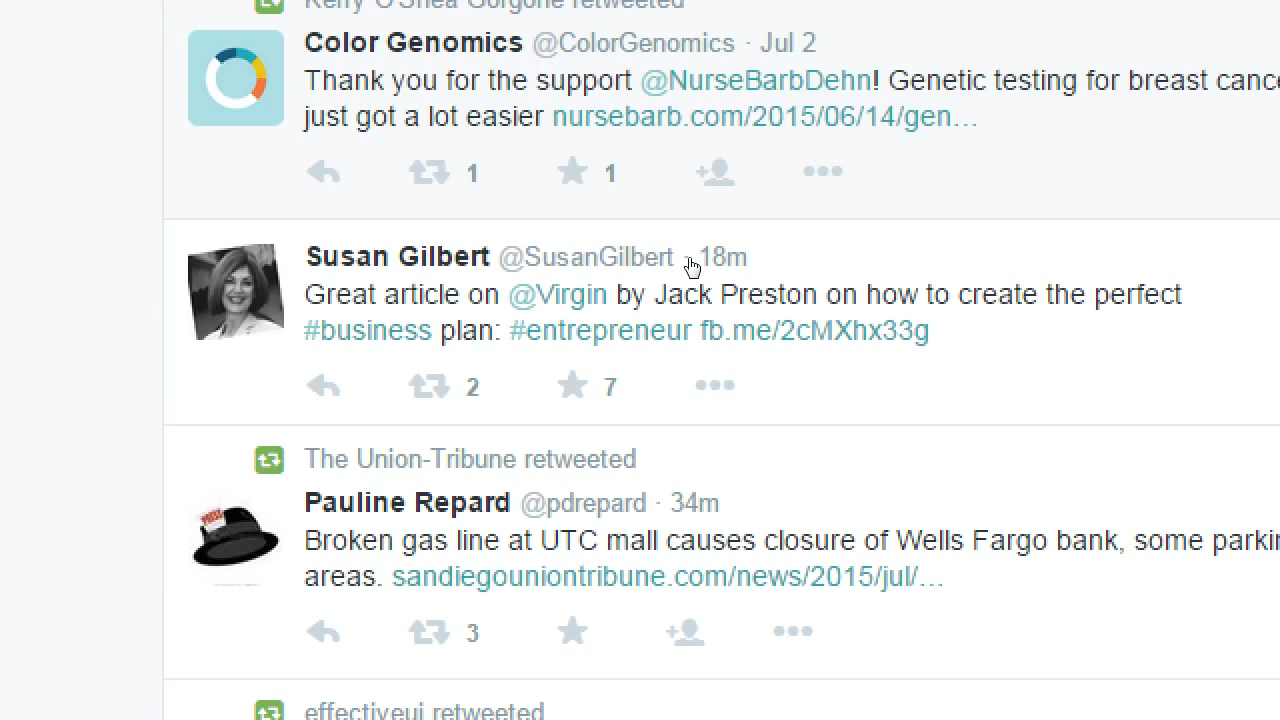 Kerry O'Shea Gorgone retweeted
Color Genomics @ColorGenomics · Jul 2
Thank you for the support @NurseBarbDehn! Genetic testing for breast cance
just got a lot easier nursebarb.com/2015/06/14/gen…
1 1
Susan Gilbert @SusanGilbert · 18m
Great article on @Virgin by Jack Preston on how to create the perfect
#business plan: #entrepreneur fb.me/2cMXhx33g
2 7
The Union-Tribune retweeted
PRESS
Pauline Repard @pdrepard · 34m
Broken gas line at UTC mall causes closure of Wells Fargo bank, some parkin
areas. sandiegouniontribune.com/news/2015/jul/…
3
effectiveui retweeted